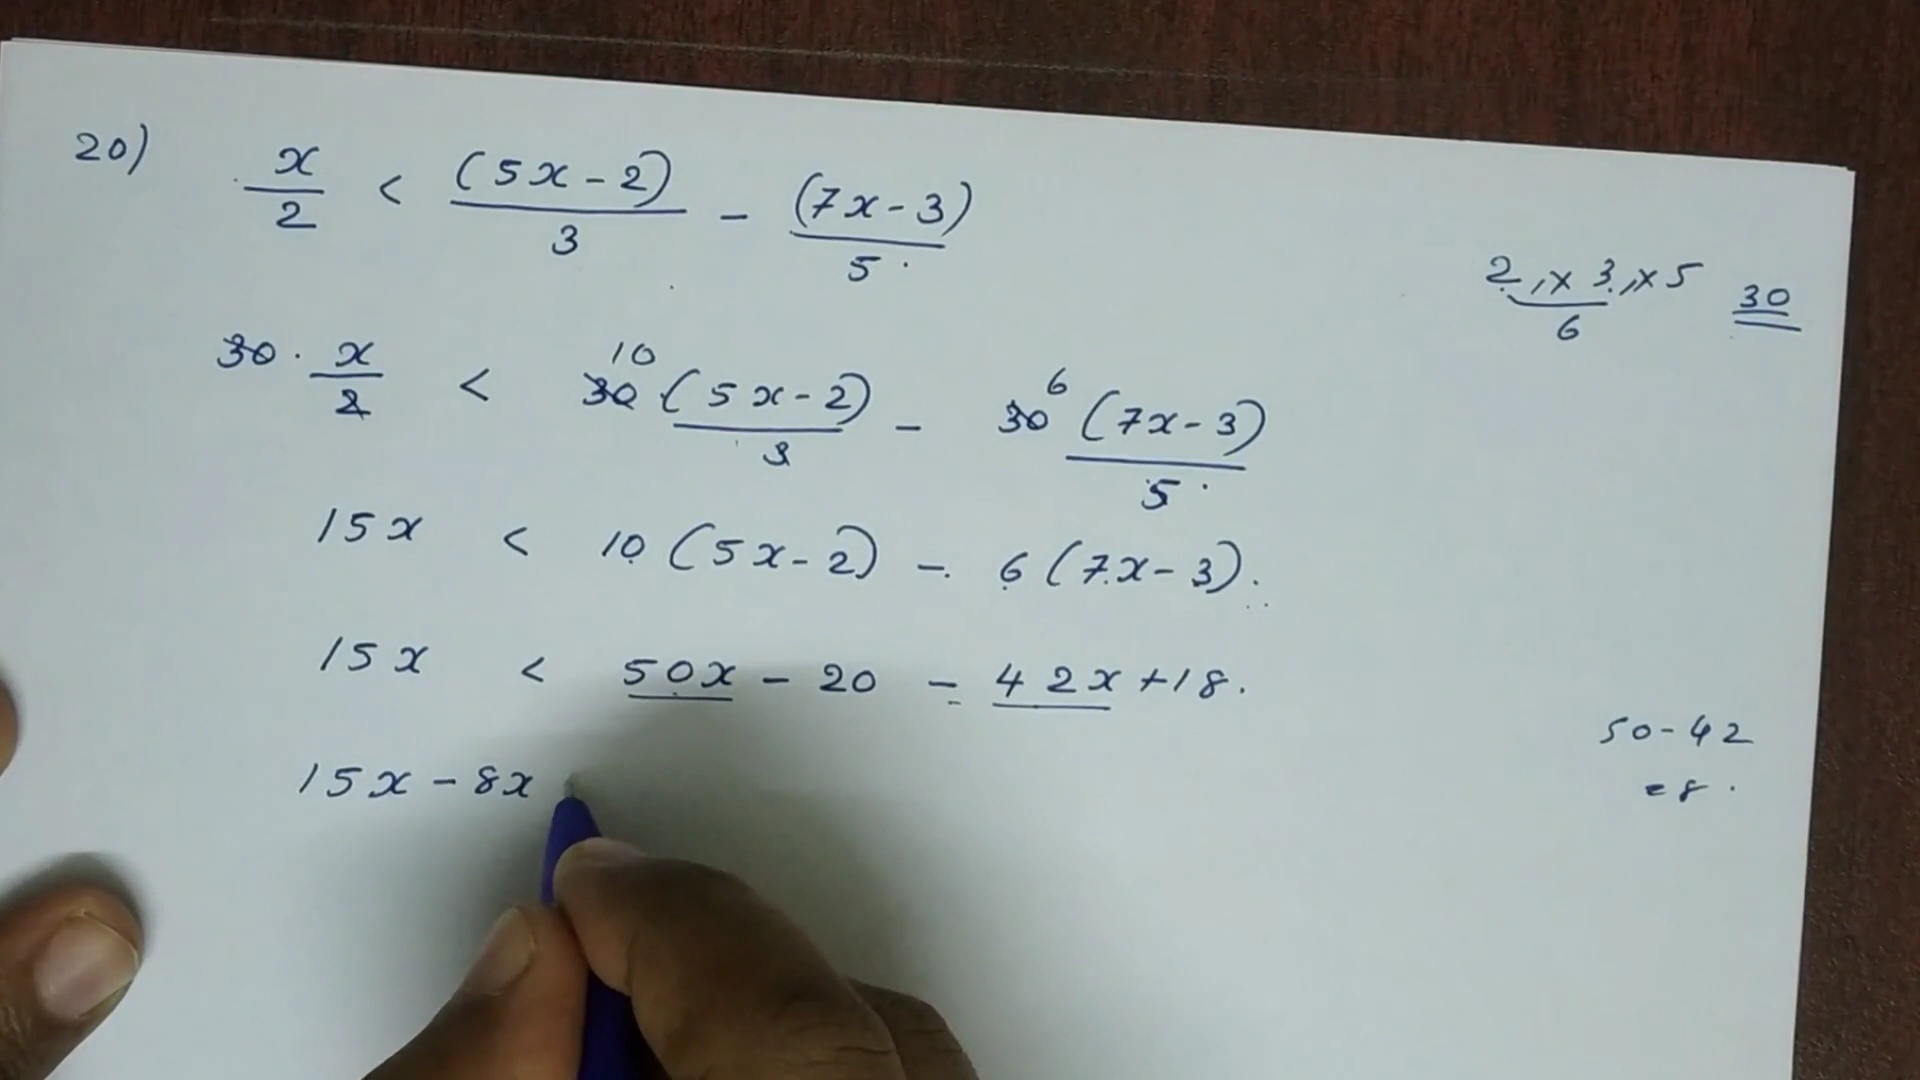 20) x/2 < (5x-2)/3 - (7x-3)/5
2 , x 3 , x 5 30
6
30 . x/2 < 30 10 (5x-2)/3 - 30 6 (7x-3)/5
15x < 10 (5x-2) - 6 (7x-3).
15x < 50x - 20 - 42x +18.
50-42
=8.
15x - 8x